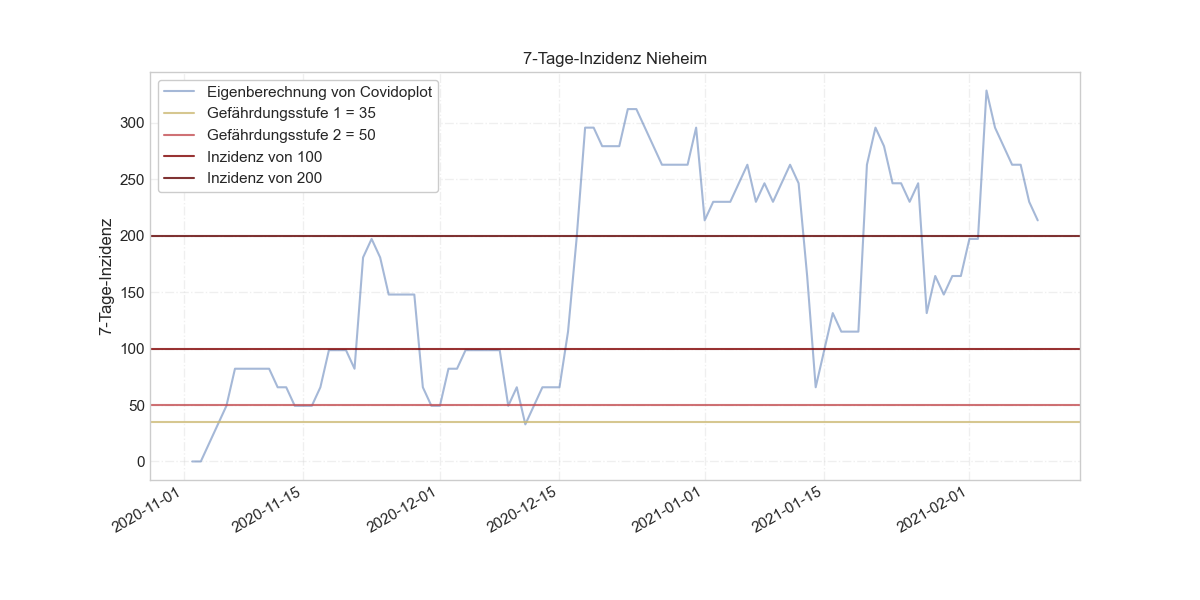 7-Tage-Inzidenz Nieheim
Eigenberechnung von Covidoplot
Gefährdungsstufe 1 = 35
Gefährdungsstufe 2 = 50
Inzidenz von 100
Inzidenz von 200
7-Tage-Inzidenz
300
250
200
150
100
50
0
2020-11-01
2020-11-15
2020-12-01
2020-12-15
2021-01-01
2021-01-15
2021-02-01